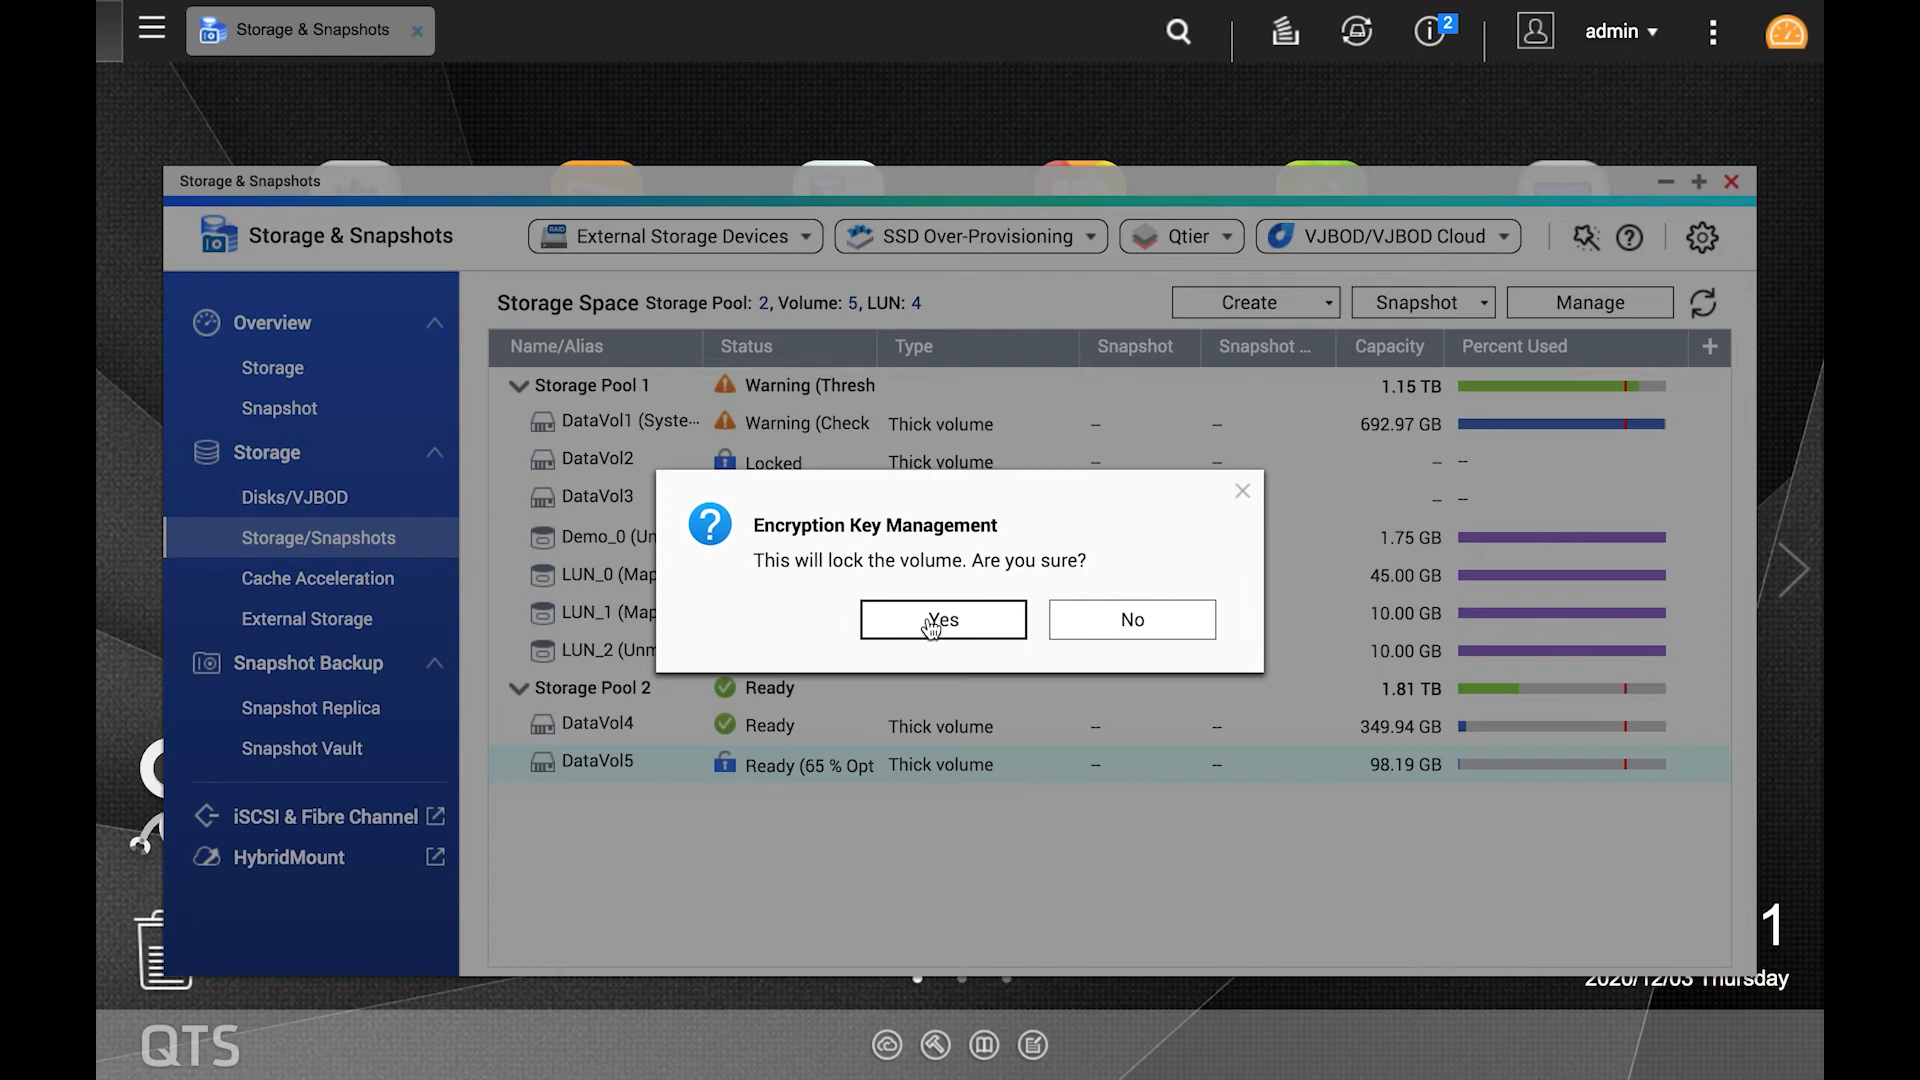 Storage & Snapshots
2
admin
Storage & Snapshots
Storage & Snapshots
RAID
External Storage Devices
SSD Over-Provisioning
Qtier
VJBOD/VJBOD Cloud
Overview
Storage
Snapshot
Storage
Disks/VJBOD
Storage/Snapshots
Cache Acceleration
External Storage
Snapshot Backup
Snapshot Replica
Snapshot Vault
iSCSI & Fibre Channel
HybridMount
Storage Space Storage Pool: 2, Volume: 5, LUN: 4
Create
Snapshot
Manage
Name/Alias Status Type Snapshot Snapshot ... Capacity Percent Used +
Storage Pool 1 Warning (Thresh 1.15 TB
DataVol1 (Syste··· Warning (Check Thick volume -- -- 692.97 GB
DataVol2 Locked Thick volume -- -- -- --
DataVol3 -- --
Demo_0 (Un 1.75 GB
LUN_0 (Map 45.00 GB
LUN_1 (Map 10.00 GB
LUN_2 (Unm 10.00 GB
Storage Pool 2 Ready 1.81 TB
DataVol4 Ready Thick volume -- -- 349.94 GB
DataVol5 Ready (65 % Opt Thick volume -- -- 98.19 GB
Encryption Key Management
This will lock the volume. Are you sure?
Yes
No
1
2020/12/03 Thursday
QTS